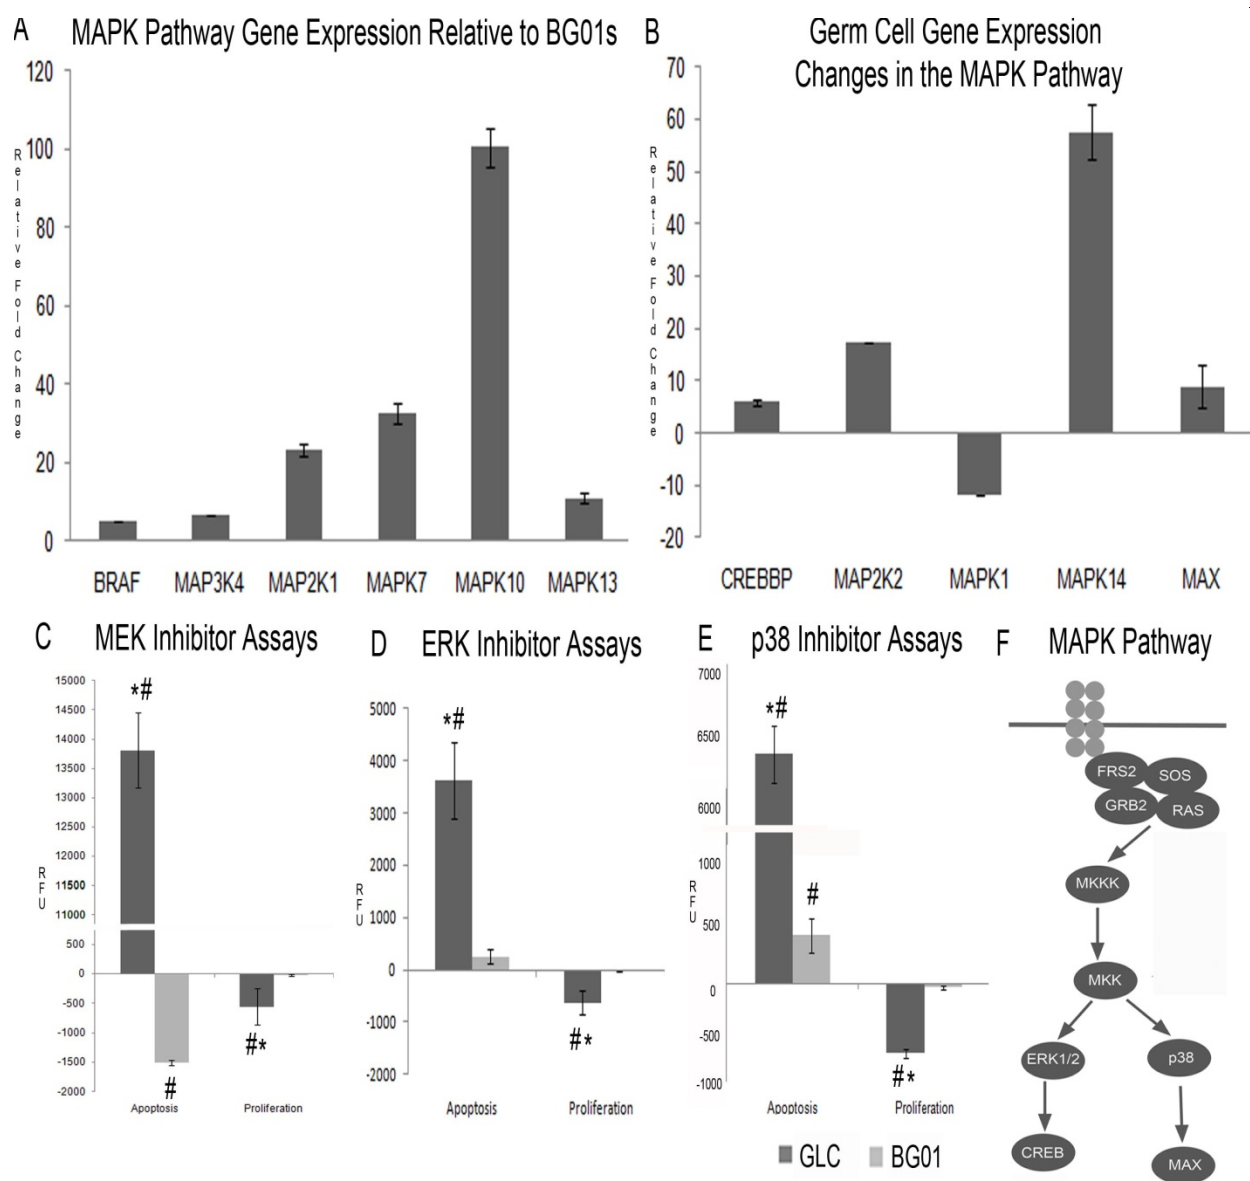 A MAPK Pathway Gene Expression Relative to BG01s
Relative Fold Change
120
100
80
60
40
20
0
BRAF MAP3K4 MAP2K1 MAPK7 MAPK10 MAPK13
B Germ Cell Gene Expression
Changes in the MAPK Pathway
Relative Fold Change
70
60
50
40
30
20
10
0
-10
-20
CREBBP MAP2K2 MAPK1 MAPK14 MAX
C MEK Inhibitor Assays
RFU
15000
14500
14000
13500
13000
12500
12000
11500
11000
500
0
-500
-1000
-1500
-2000
*#
#
#*
Apoptosis Proliferation
D ERK Inhibitor Assays
RFU
5000
4000
3000
2000
1000
0
-1000
-2000
*#
#*
Apoptosis Proliferation
E p38 Inhibitor Assays
RFU
7000
6500
6000
1000
500
0
-500
-1000
*#
#
#*
Apoptosis Proliferation
GLC BG01
F MAPK Pathway
FRS2 SOS
GRB2 RAS
MKKK
MKK
ERK1/2 p38
CREB MAX